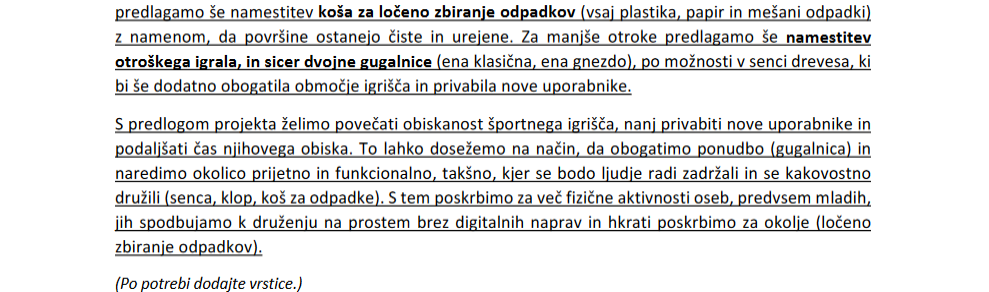 predlagamo še namestitev koša za ločeno zbiranje odpadkov (vsaj plastika, papir in mešani odpadki)
z namenom, da površine ostanejo čiste in urejene. Za manjše otroke predlagamo še namestitev
otroškega igrala, in sicer dvojne gugalnice (ena klasična, ena gnezdo), po možnosti v senci drevesa, ki
bi še dodatno obogatila območje igrišča in privabila nove uporabnike.
S predlogom projekta želimo povečati obiskanost športnega igrišča, nanj privabiti nove uporabnike in
podaljšati čas njihovega obiska. To lahko dosežemo na način, da obogatimo ponudbo (gugalnica) in
naredimo okolico prijetno in funkcionalno, takšno, kjer se bodo ljudje radi zadržali in se kakovostno
družili (senca, klop, koš za odpadke). S tem poskrbimo za več fizične aktivnosti oseb, predvsem mladih,
jih spodbujamo k druženju na prostem brez digitalnih naprav in hkrati poskrbimo za okolje (ločeno
zbiranje odpadkov).
(Po potrebi dodajte vrstice.)